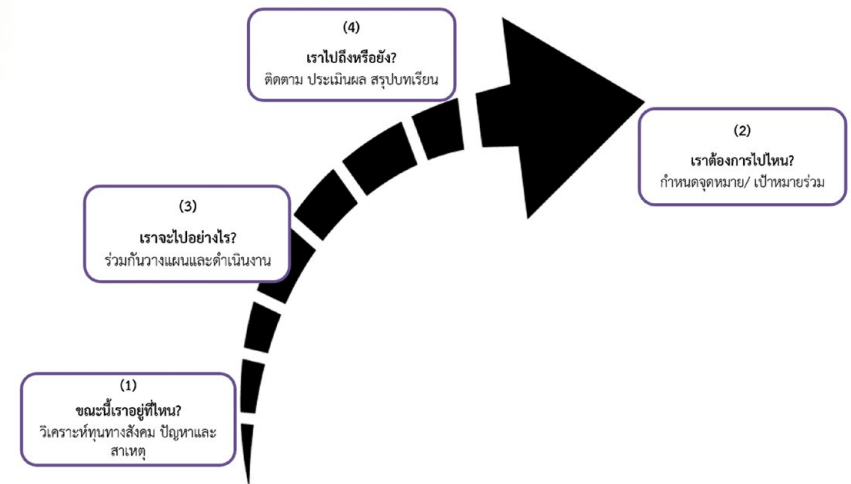 (4)
เราไปถึงหรือยัง?
ติดตาม ประเมินผล สรุปบทเรียน
(2)
เราต้องการไปไหน?
กำหนดจุดหมาย/ เป้าหมายร่วม
(3)
เราจะไปอย่างไร?
ร่วมกันวางแผนและดำเนินงาน
(1)
ขณะนี้เราอยู่ที่ไหน?
วิเคราะห์ทุนทางสังคม ปัญหาและ
สาเหตุ